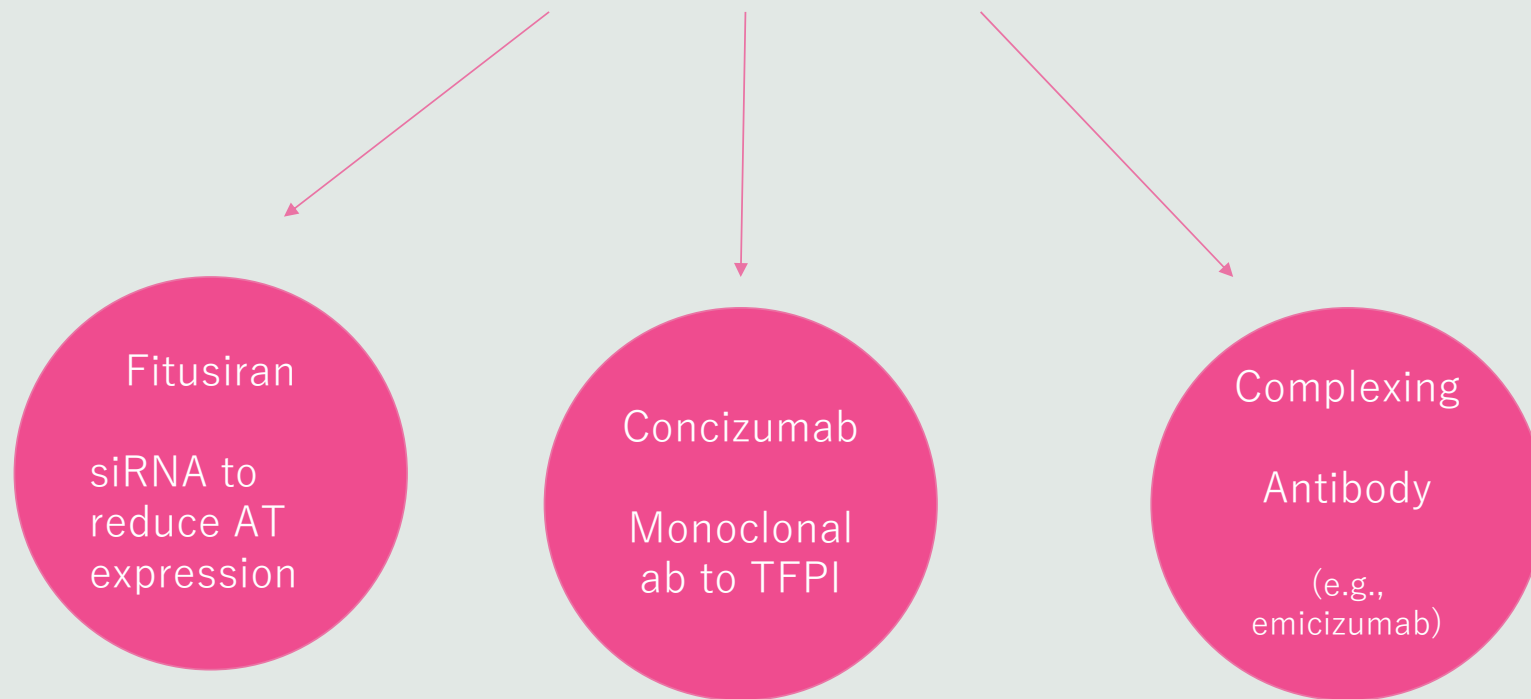 Fitusiran
siRNA to
reduce AT
expression
Concizumab
Monoclonal
ab to TFPI
Complexing
Antibody
(e.g.,
emicizumab)